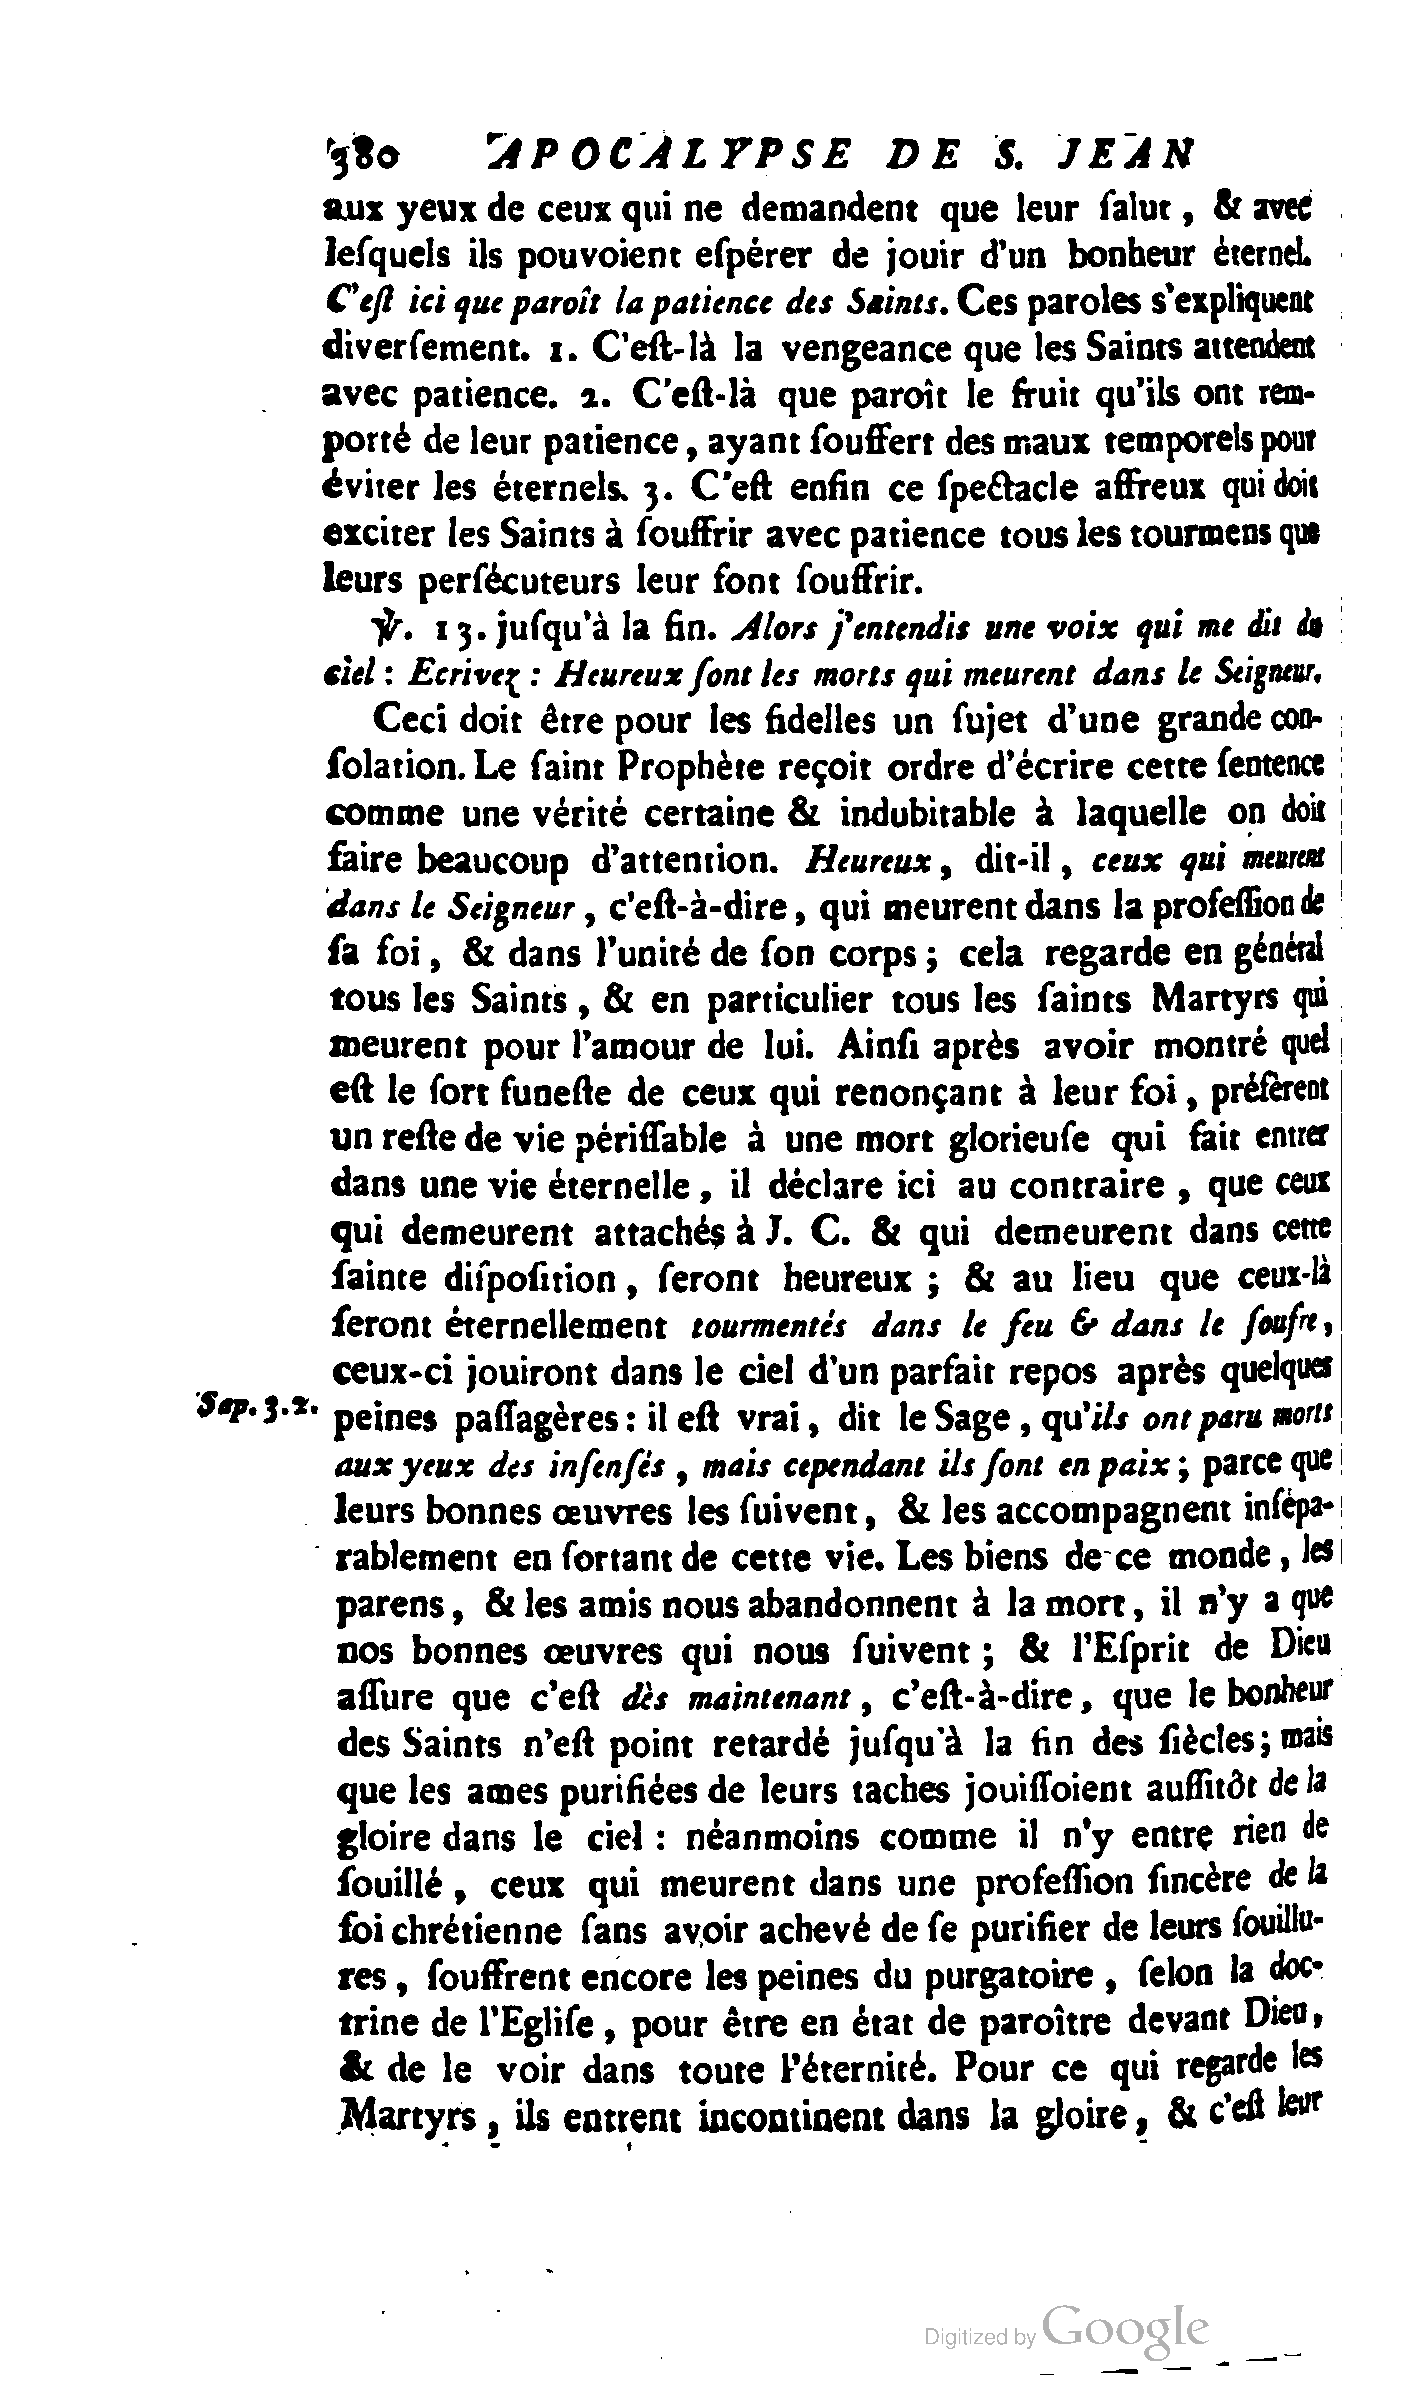 380 APOCALYPSE DE S. JEAN
aux yeux de ceux qui ne demandent que leur ſalut, & avec
leſquels ils pouvoient eſpérer de jouir d'un bonheur éternel.
C'eſt ici que paroît la patience des Saints. Ces paroles s'expliquent
diverſement. 1. C'eſt-là la vengeance que les Saints attendent
avec patience. 2. C'eſt-là que paroît le fruit qu'ils ont rem-
porté de leur patience, ayant ſouffert des maux temporels pour
éviter les éternels. 3. C'eſt enfin ce ſpectacle affreux qui doit
exciter les Saints à ſouffrir avec patience tous les tourmens que
leurs perſécuteurs leur font ſouffrir.
℣. 13. juſqu'à la fin. Alors j'entendis une voix qui me dit du
ciel : Ecrivez : Heureux ſont les morts qui meurent dans le Seigneur.
Ceci doit être pour les fidelles un ſujet d'une grande con-
ſolation. Le ſaint Prophète reçoit ordre d'écrire cette ſentence
comme une vérité certaine & indubitable à laquelle on doit
faire beaucoup d'attention. Heureux, dit-il, ceux qui meurent
dans le Seigneur, c'eſt-à-dire, qui meurent dans la profeſſion de
ſa foi, & dans l'unité de ſon corps ; cela regarde en général
tous les Saints, & en particulier tous les ſaints Martyrs qui
meurent pour l'amour de lui. Ainſi après avoir montré quel
eſt le ſort funeſte de ceux qui renonçant à leur foi, préfèrent
un reſte de vie périſſable à une mort glorieuſe qui fait entrer
dans une vie éternelle, il déclare ici au contraire, que ceux
qui demeurent attachés à J. C. & qui demeurent dans cette
ſainte diſpoſition, ſeront heureux ; & au lieu que ceux-là
ſeront éternellement tourmentés dans le feu & dans le ſoufre,
ceux-ci jouiront dans le ciel d'un parfait repos après quelques
Sap. 3. 2. peines paſſagères : il eſt vrai, dit le Sage, qu'ils ont paru morts
aux yeux des inſenſés, mais cependant ils ſont en paix ; parce que
leurs bonnes œuvres les ſuivent, & les accompagnent inſépa-
rablement en ſortant de cette vie. Les biens de ce monde, les
parens, & les amis nous abandonnent à la mort, il n'y a que
nos bonnes œuvres qui nous ſuivent ; & l'Eſprit de Dieu
aſſure que c'eſt dès maintenant, c'eſt-à-dire, que le bonheur
des Saints n'eſt point retardé juſqu'à la fin des ſiècles ; mais
que les ames purifiées de leurs taches jouiſſoient auſſitôt de la
gloire dans le ciel : néanmoins comme il n'y entre rien de
ſouillé, ceux qui meurent dans une profeſſion ſincère de la
foi chrétienne ſans avoir achevé de ſe purifier de leurs ſouillu-
res, ſouffrent encore les peines du purgatoire, ſelon la doc-
trine de l'Egliſe, pour être en état de paroître devant Dieu,
& de le voir dans toute l'éternité. Pour ce qui regarde les
Martyrs, ils entrent incontinent dans la gloire, & c'eſt leur
Digitized by Google